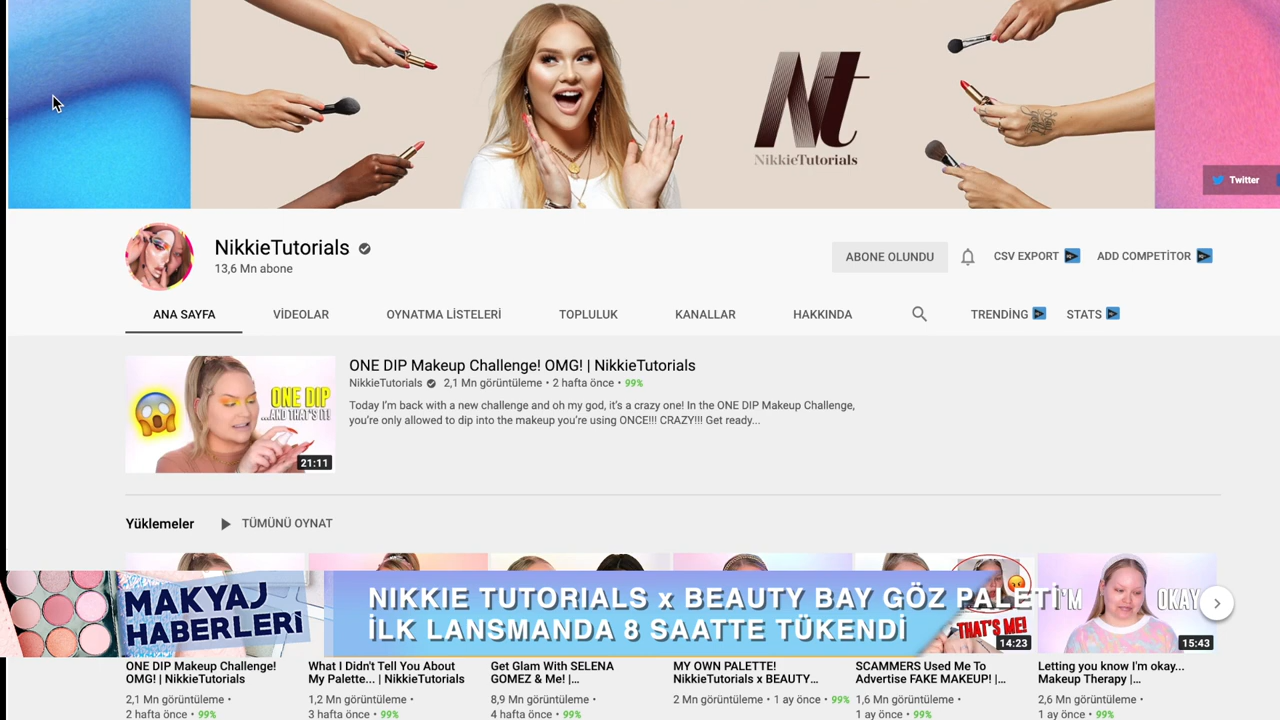 Nt
NikkieTutorials
Twitter
NikkieTutorials
13,6 Mn abone
ABONE OLUNDU
CSV EXPORT
ADD COMPETİTOR
ANA SAYFA
VİDEOLAR
OYNATMA LİSTELERİ
TOPLULUK
KANALLAR
HAKKINDA
TRENDİNG
STATS
ONE DIP
...AND THAT'S IT!
21:11
ONE DIP Makeup Challenge! OMG! | NikkieTutorials
NikkieTutorials 2,1 Mn görüntüleme • 2 hafta önce • 99%
Today I'm back with a new challenge and oh my god, it's a crazy one! In the ONE DIP Makeup Challenge,
you're only allowed to dip into the makeup you're using ONCE!!! CRAZY!!! Get ready...
Yüklemeler
TÜMÜNÜ OYNAT
MAKYAJ
HABERLERİ
NIKKIE TUTORIALS x BEAUTY BAY GÖZ PALETİ
İLK LANSMANDA 8 SAATTE TÜKENDİ
THAT'S ME!
14:23
I'M OKAY
15:43
ONE DIP Makeup Challenge!
OMG! | NikkieTutorials
2,1 Mn görüntüleme •
2 hafta önce • 99%
What I Didn't Tell You About
My Palette... | NikkieTutorials
1,2 Mn görüntüleme •
3 hafta önce • 99%
Get Glam With SELENA
GOMEZ & Me! |...
8,9 Mn görüntüleme •
4 hafta önce • 99%
MY OWN PALETTE!
NikkieTutorials x BEAUTY...
2 Mn görüntüleme • 1 ay önce • 99%
SCAMMERS Used Me To
Advertise FAKE MAKEUP! |...
1,6 Mn görüntüleme •
1 ay önce • 99%
Letting you know I'm okay...
Makeup Therapy |...
2,6 Mn görüntüleme •
1 ay önce • 99%